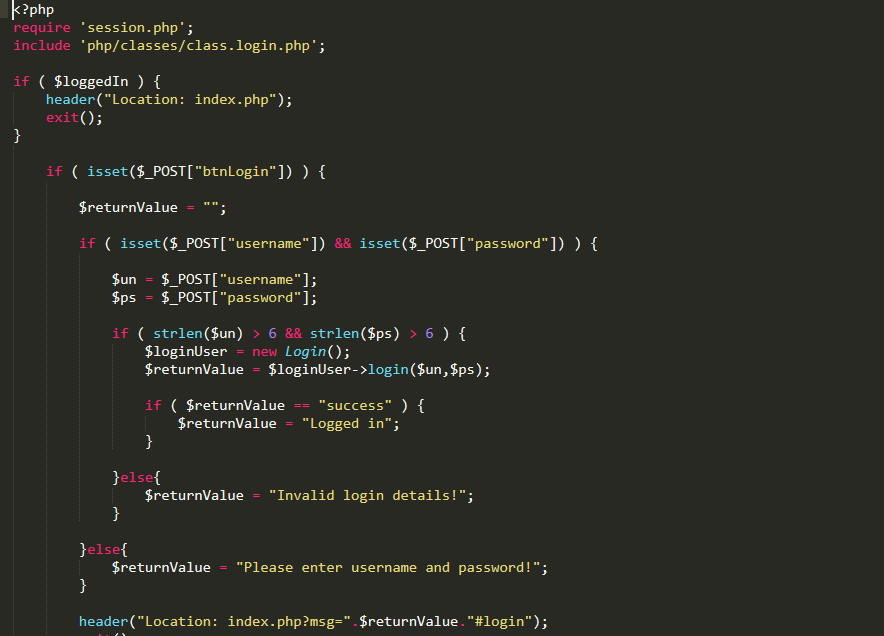 <?php
require 'session.php';
include 'php/classes/class.login.php';
if ( $loggedIn ) {
header("Location: index.php");
exit();
}
if ( isset($_POST["btnLogin"]) ) {
$returnValue = "";
if ( isset($_POST["username"]) && isset($_POST["password"]) ) {
$un = $_POST["username"];
$ps = $_POST["password"];
if ( strlen($un) > 6 && strlen($ps) > 6 ) {
$loginUser = new Login();
$returnValue = $loginUser->login($un,$ps);
if ( $returnValue == "success" ) {
$returnValue = "Logged in";
}
}else{
$returnValue = "Invalid login details!";
}
}else{
$returnValue = "Please enter username and password!";
}
header("Location: index.php?msg=".$returnValue."#login");